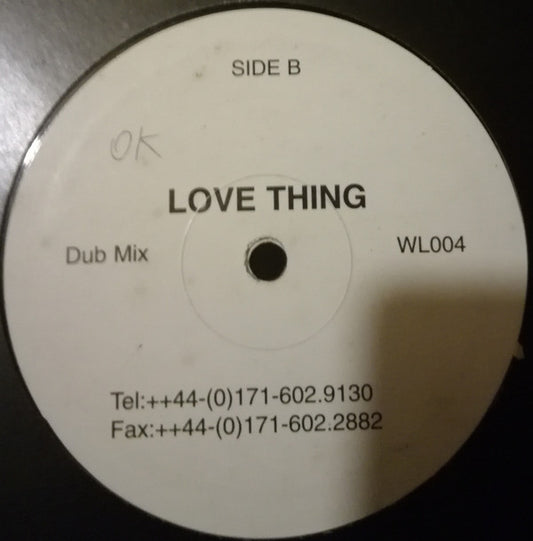 SIDE B
OK
LOVE THING
Dub Mix
WL004
Tel:++44-(0)171-602.9130
Fax:++44-(0)171-602.2882